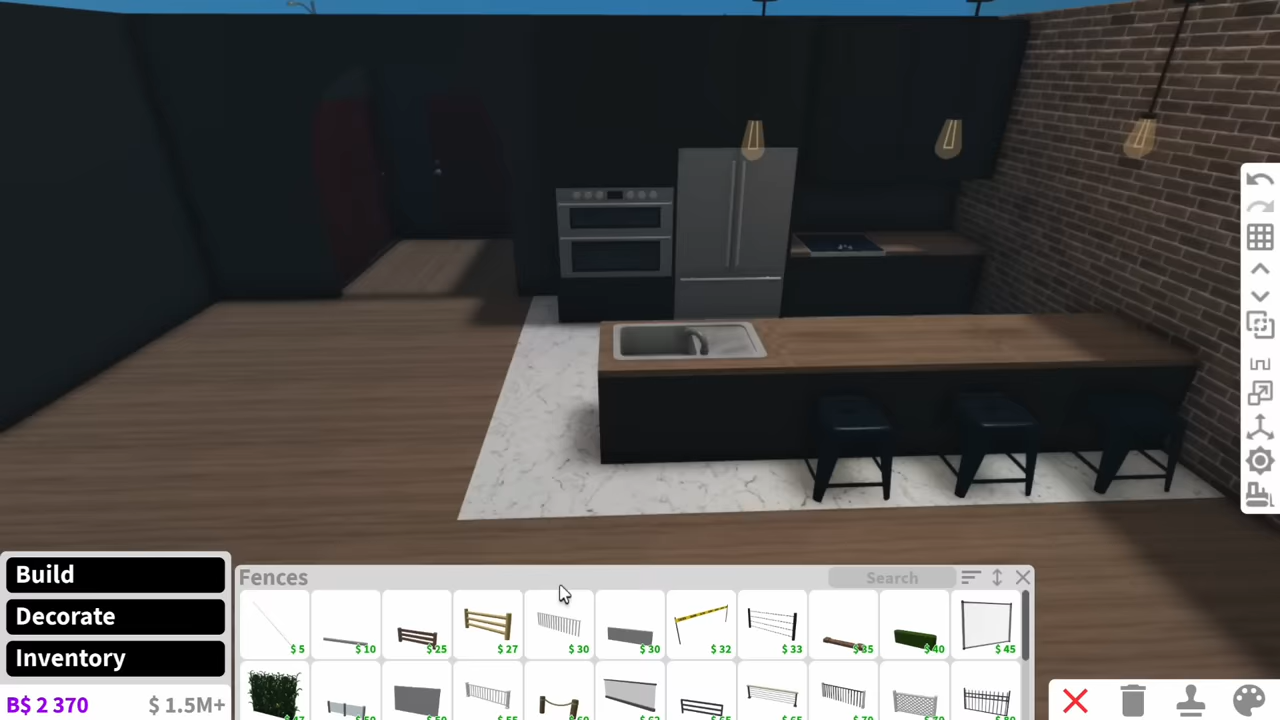 Build
Decorate
Inventory
B$ 2 370 $ 1.5M+
Fences Search
$ 5 $ 10 $ 25 $ 27 $ 30 $ 30 $ 32 $ 33 $ 35 $ 40 $ 45